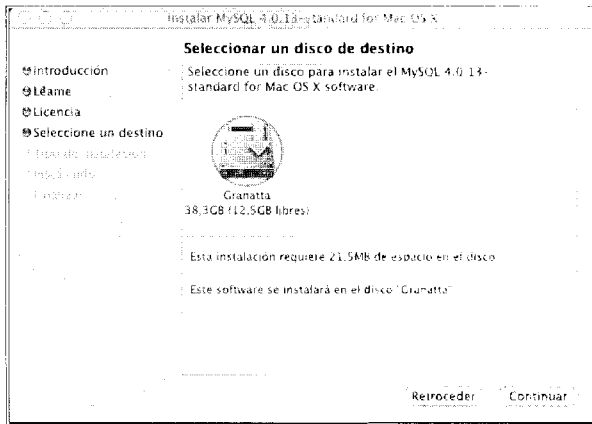 Instalar MySQL 4.0.13-standard for Mac OS X
Seleccionar un disco de destino
Introducción
Léame
Licencia
Seleccione un destino
Seleccione un disco para instalar el MySQL 4.0.13-
standard for Mac OS X software.
Granatta
38,3GB (12,5GB libres)
Esta instalación requiere 21,5MB de espacio en el disco
Este software se instalará en el disco "Granatta"
Retroceder
Continuar